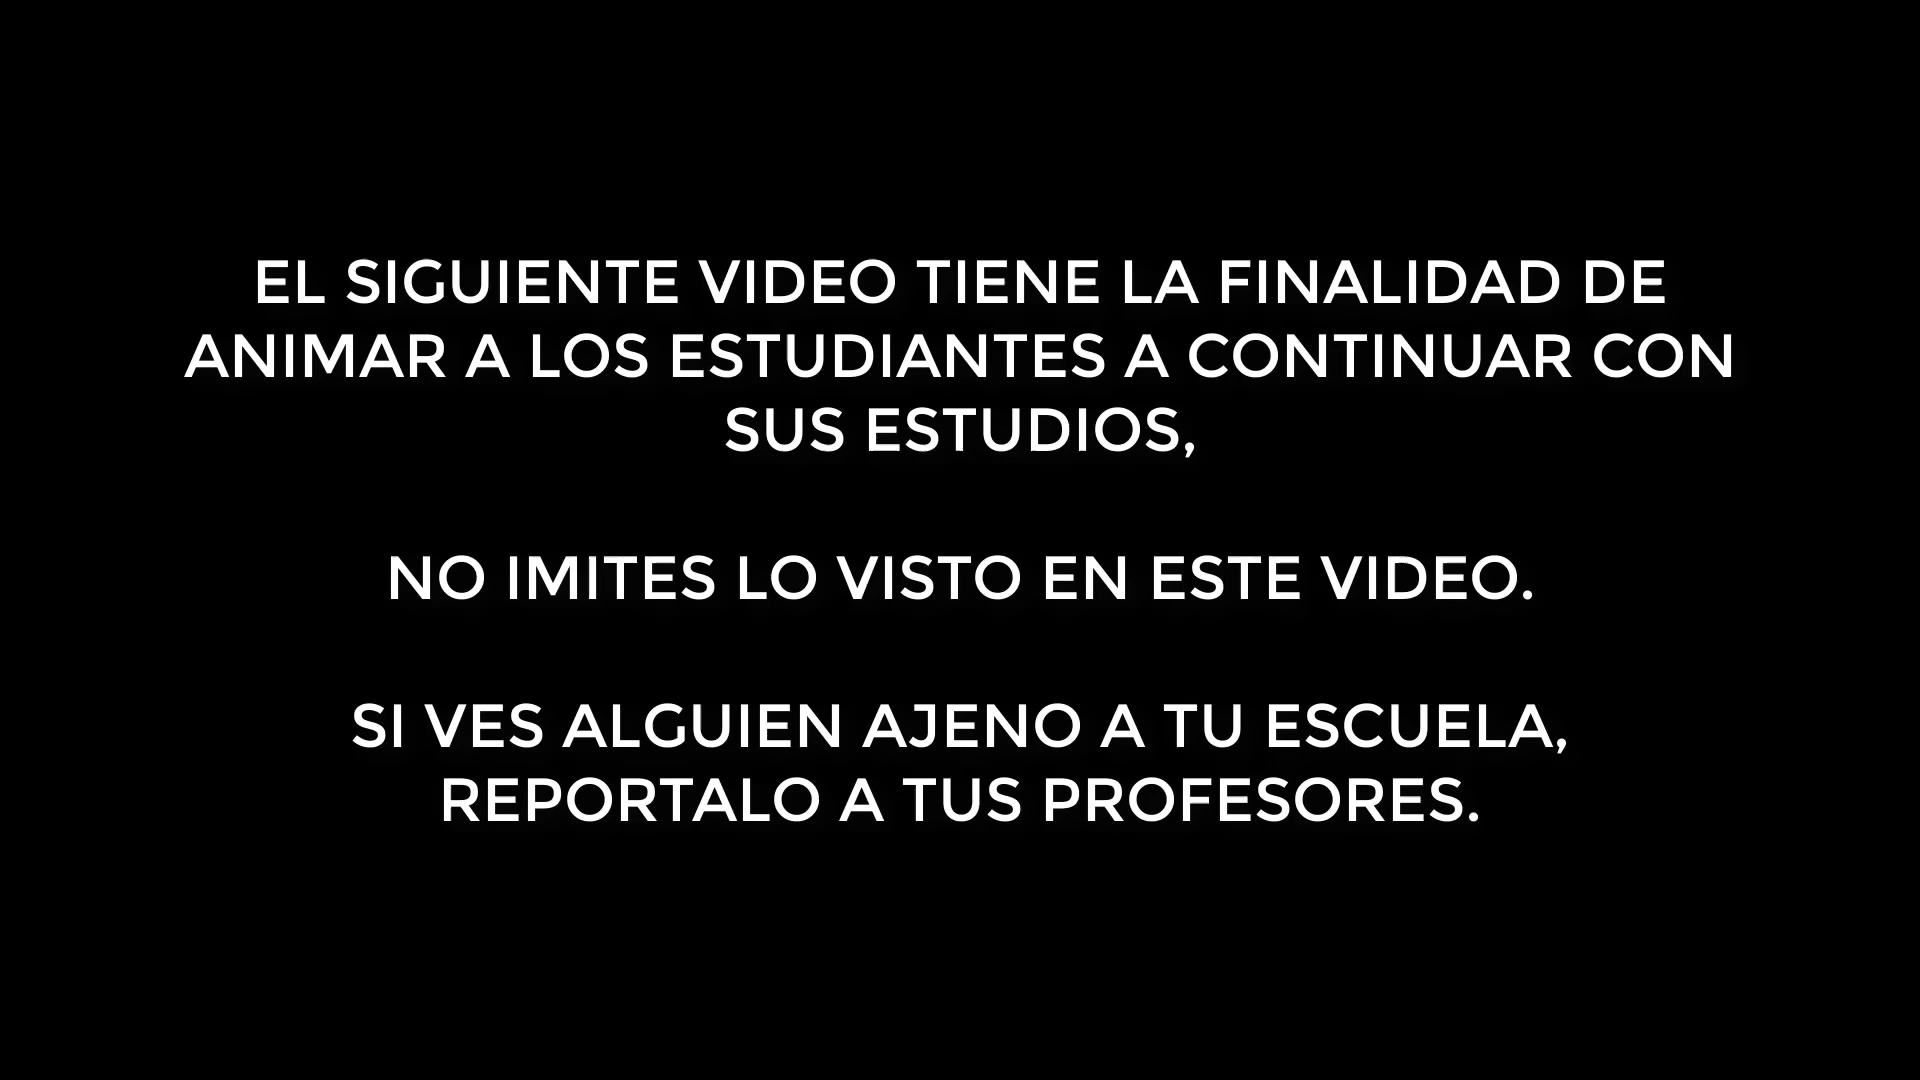 EL SIGUIENTE VIDEO TIENE LA FINALIDAD DE
ANIMAR A LOS ESTUDIANTES A CONTINUAR CON
SUS ESTUDIOS,
NO IMITES LO VISTO EN ESTE VIDEO.
SI VES ALGUIEN AJENO A TU ESCUELA,
REPORTALO A TUS PROFESORES.